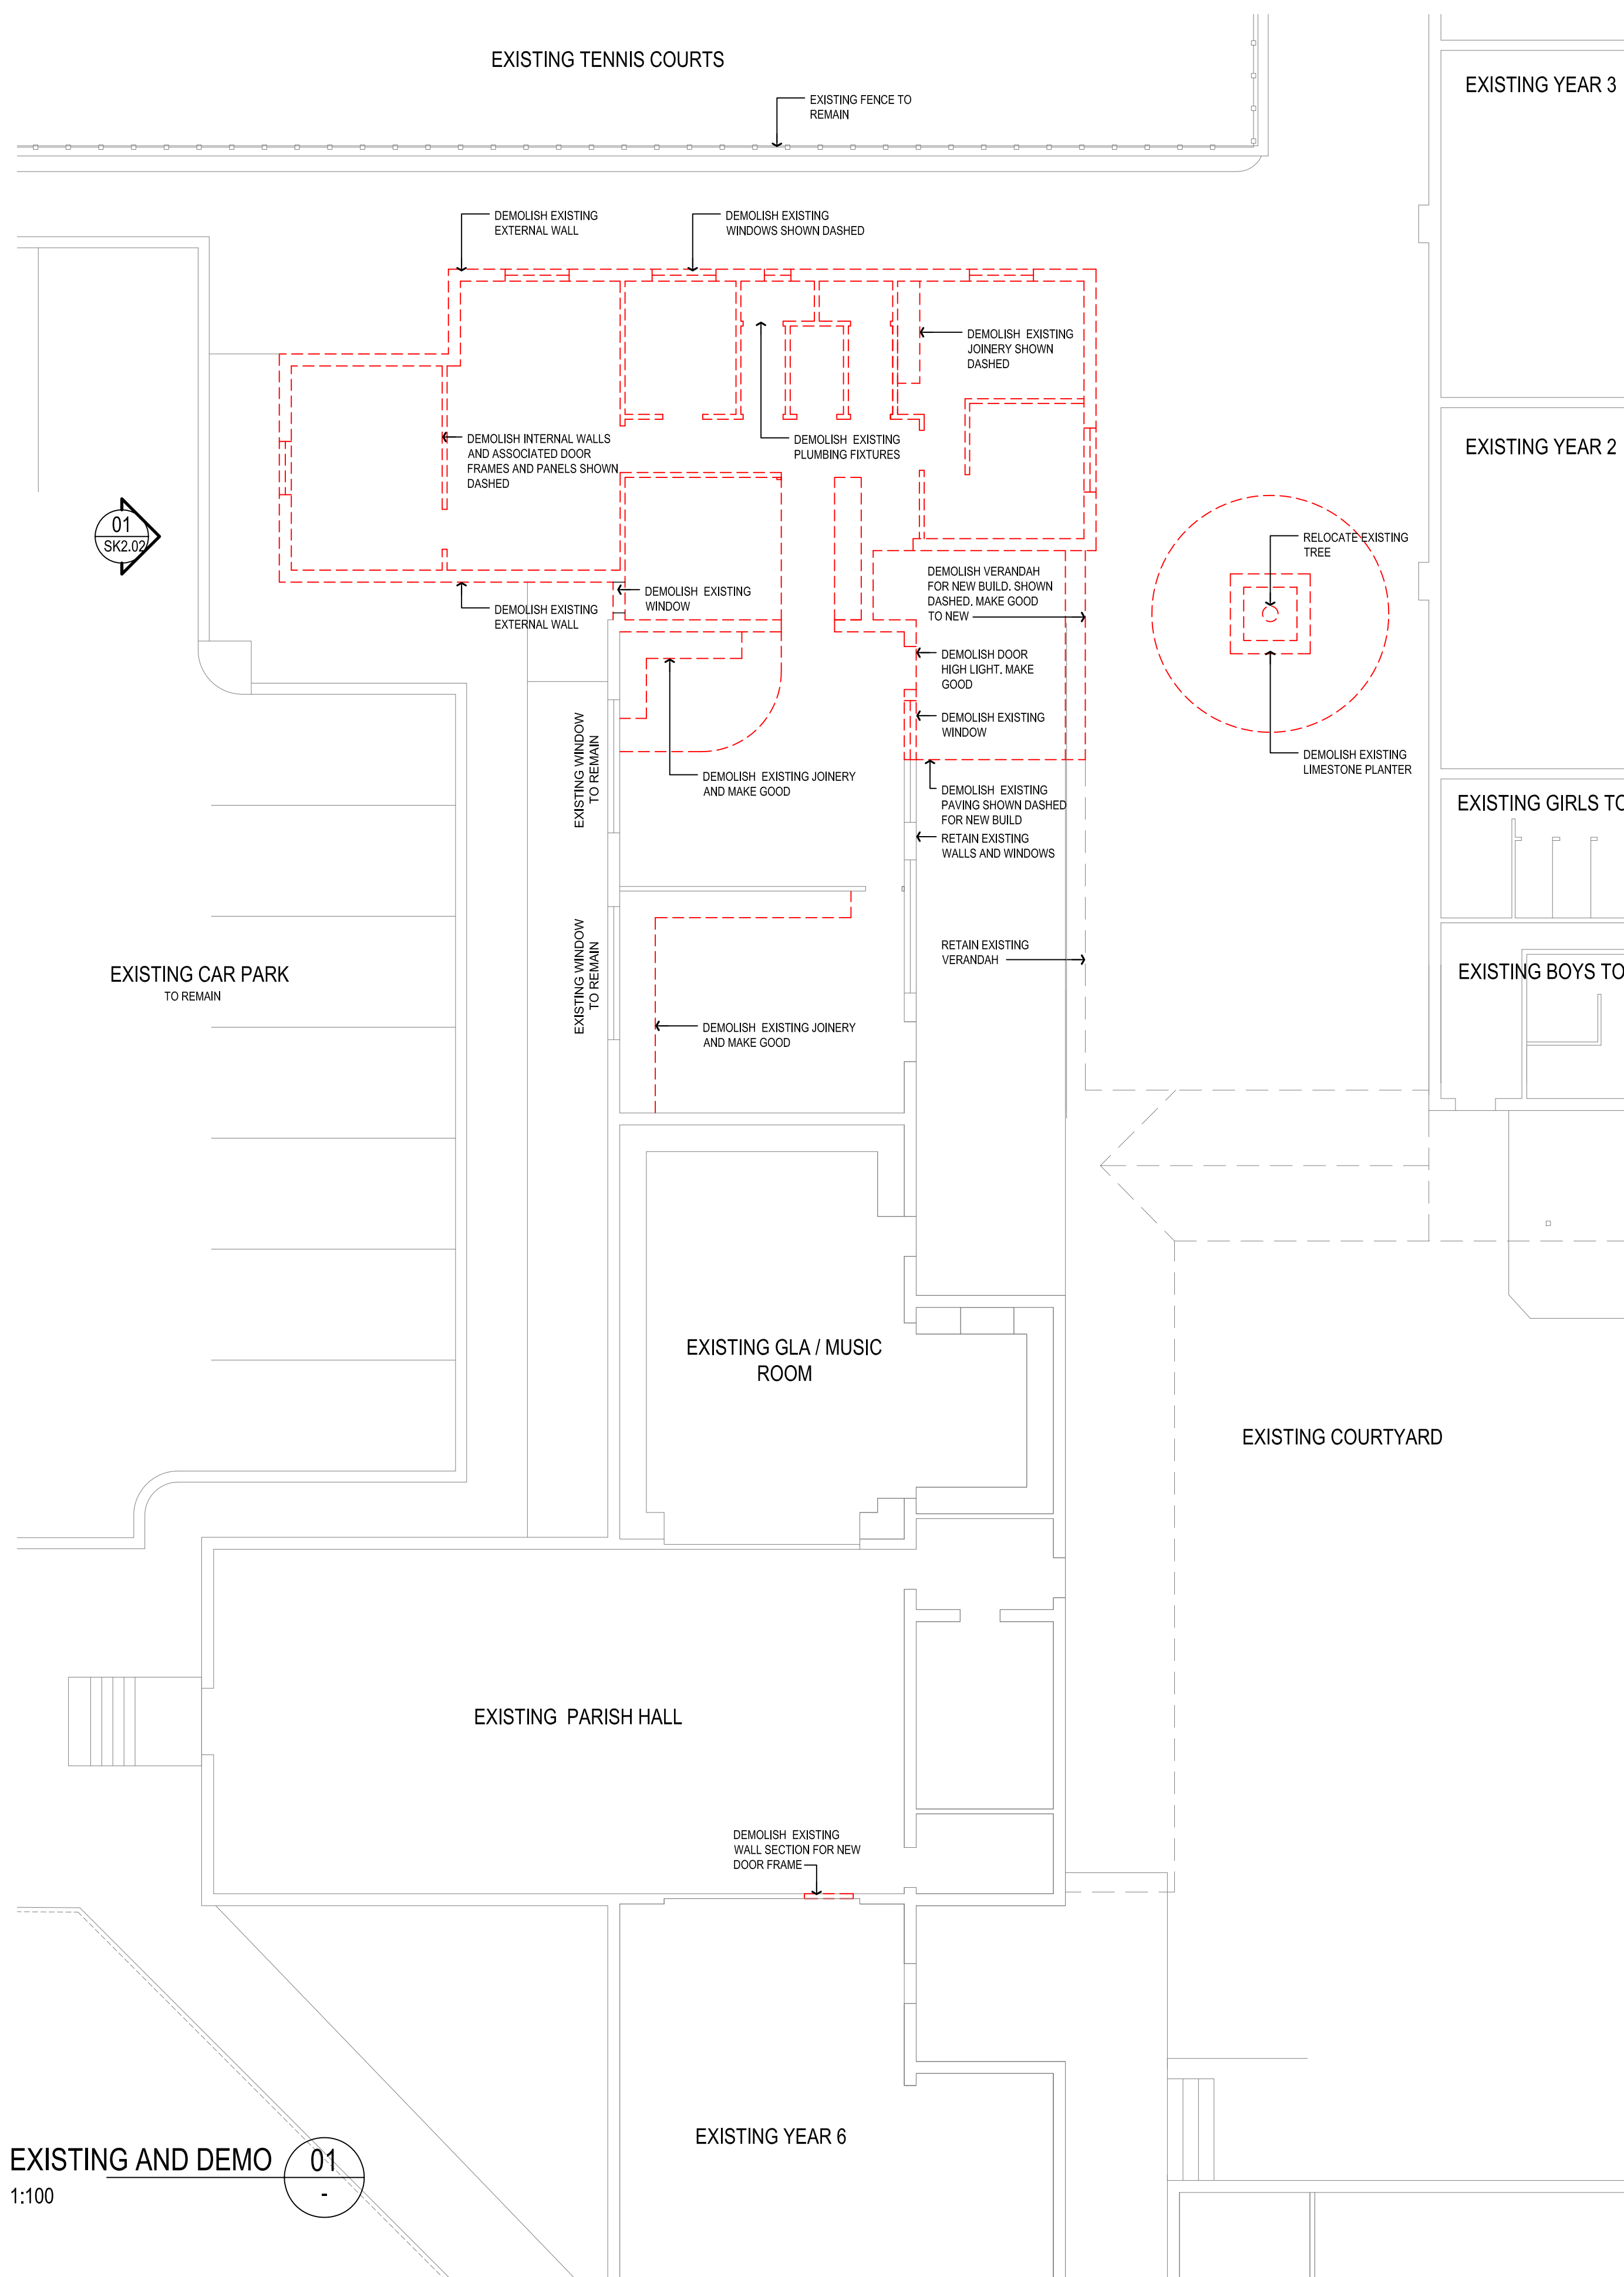 EXISTING TENNIS COURTS
EXISTING FENCE TO
REMAIN
EXISTING YEAR 3
DEMOLISH EXISTING
EXTERNAL WALL
DEMOLISH EXISTING
WINDOWS SHOWN DASHED
DEMOLISH EXISTING
JOINERY SHOWN
DASHED
DEMOLISH INTERNAL WALLS
AND ASSOCIATED DOOR
FRAMES AND PANELS SHOWN
DASHED
DEMOLISH EXISTING
PLUMBING FIXTURES
EXISTING YEAR 2
01
SK2.02
RELOCATE EXISTING
TREE
DEMOLISH VERANDAH
FOR NEW BUILD. SHOWN
DASHED. MAKE GOOD
TO NEW
DEMOLISH EXISTING
WINDOW
DEMOLISH EXISTING
EXTERNAL WALL
DEMOLISH DOOR
HIGH LIGHT. MAKE
GOOD
DEMOLISH EXISTING
WINDOW
EXISTING WINDOW
TO REMAIN
DEMOLISH EXISTING
LIMESTONE PLANTER
DEMOLISH EXISTING JOINERY
AND MAKE GOOD
DEMOLISH EXISTING
PAVING SHOWN DASHED
FOR NEW BUILD
EXISTING GIRLS TO
RETAIN EXISTING
WALLS AND WINDOWS
RETAIN EXISTING
VERANDAH
EXISTING WINDOW
TO REMAIN
EXISTING CAR PARK
TO REMAIN
EXISTING BOYS TO
DEMOLISH EXISTING JOINERY
AND MAKE GOOD
EXISTING GLA / MUSIC
ROOM
EXISTING COURTYARD
EXISTING PARISH HALL
DEMOLISH EXISTING
WALL SECTION FOR NEW
DOOR FRAME
EXISTING YEAR 6
EXISTING AND DEMO
01
-
1:100